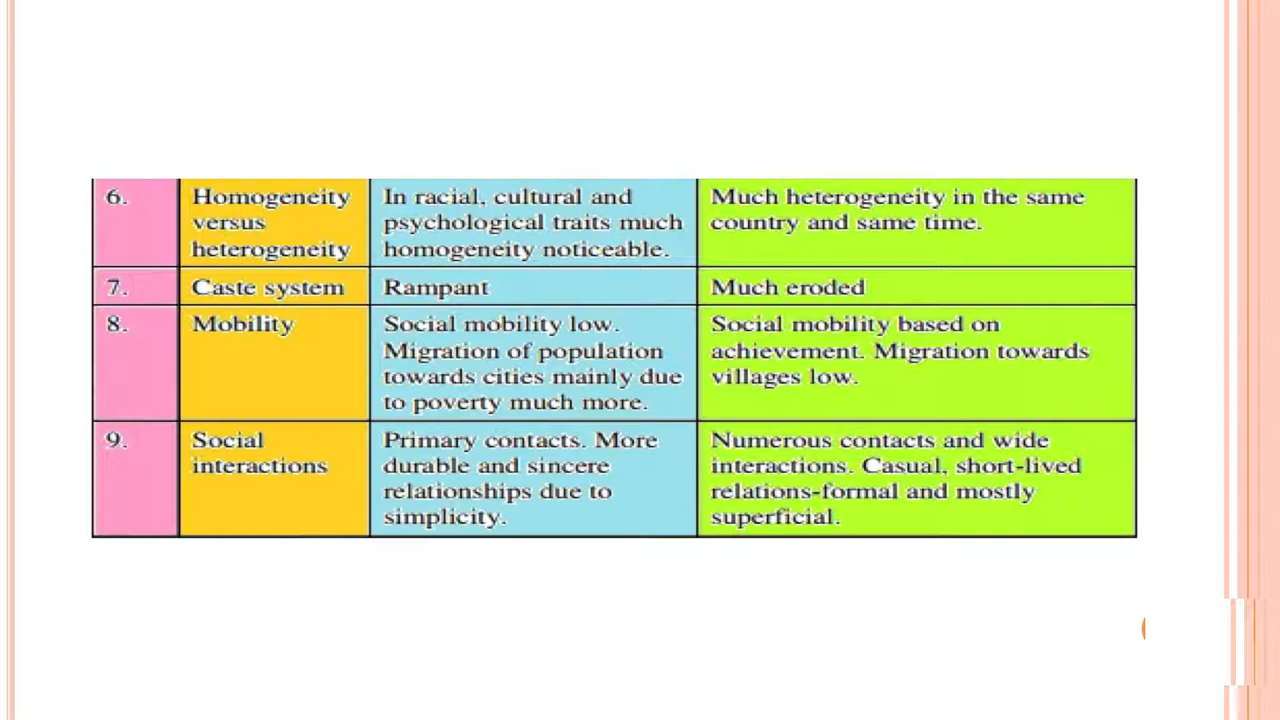 6.
Homogeneity
versus
heterogeneity
In racial, cultural and
psychological traits much
homogeneity noticeable.
Much heterogeneity in the same
country and same time.
7.
Caste system
Rampant
Much eroded
8.
Mobility
Social mobility low.
Migration of population
towards cities mainly due
to poverty much more.
Social mobility based on
achievement. Migration towards
villages low.
9.
Social
interactions
Primary contacts. More
durable and sincere
relationships due to
simplicity.
Numerous contacts and wide
interactions. Casual, short-lived
relations-formal and mostly
superficial.